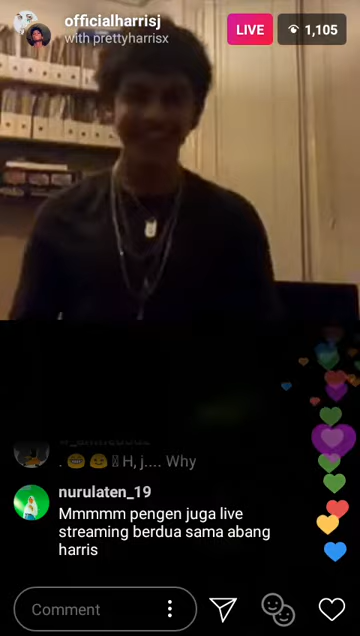 officialharrisj
with prettyharrisx
LIVE
1,105
. H, j.... Why
nurulaten_19
Mmmmm pengen juga live
streaming berdua sama abang
harris
Comment